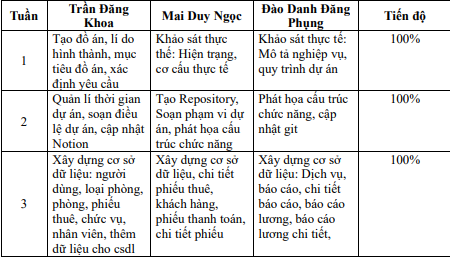 Tuần
Trần Đăng
Khoa
Mai Duy Ngọc
Đào Danh Đăng
Phụng
Tiến độ
1
Tạo đồ án, lí do
hình thành, mục
tiêu đồ án, xác
định yêu cầu
Khảo sát thực
thế: Hiện trạng,
cơ cấu thực tế
Khảo sát thực tế:
Mô tả nghiệp vụ,
quy trình dự án
100%
2
Quản lí thời gian
dự án, soạn điều
lệ dự án, cập nhật
Notion
Tạo Repository,
Soạn phạm vi dự
án, phát họa cấu
trúc chức năng
Phát họa cấu trúc
chức năng, cập
nhật git
100%
3
Xây dựng cơ sở
dữ liệu: người
dùng, loại phòng,
phòng, phiếu
thuê, chức vụ,
nhân viên, thêm
dữ liệu cho csdl
Xây dựng cơ sở
dữ liệu, chi tiết
phiếu thuê,
khách hàng,
phiếu thanh toán,
chi tiết phiếu
Xây dựng cơ sở
dữ liệu: Dịch vụ,
báo cáo, chi tiết
báo cáo, báo cáo
lương, báo cáo
lương chi tiết,
100%